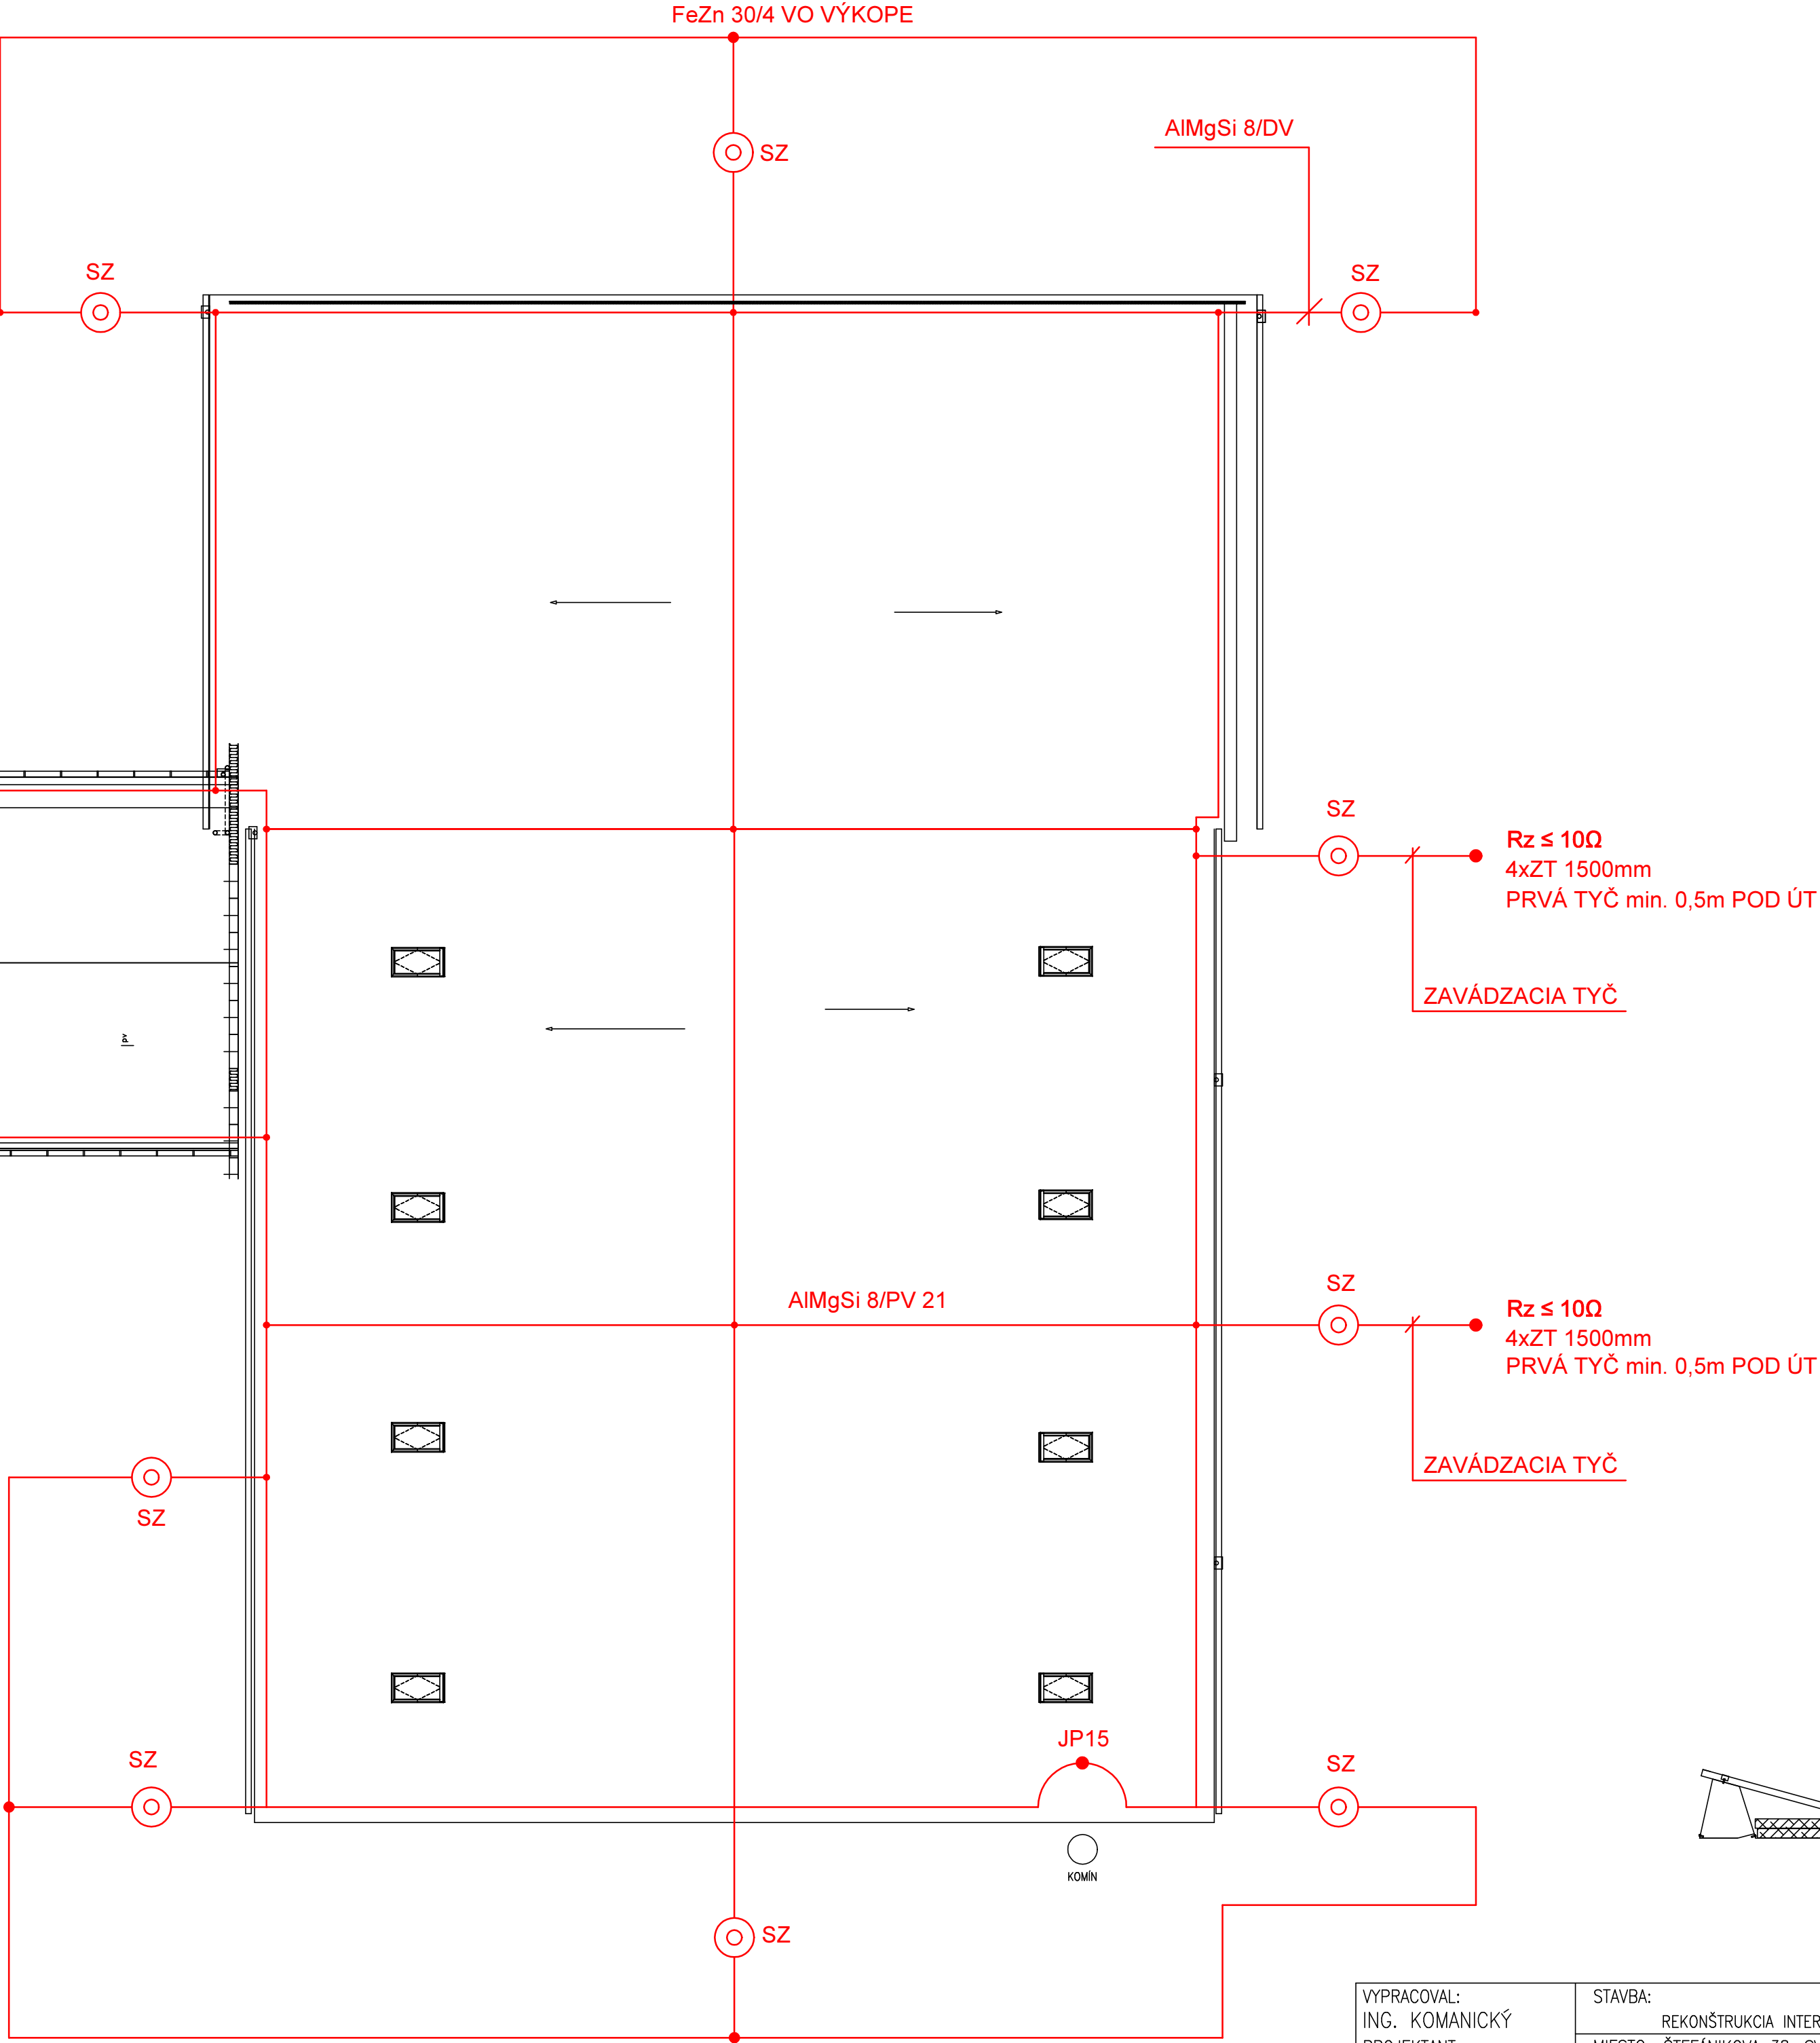 FeZn 30/4 VO VÝKOPE
AlMgSi 8/DV
SZ
SZ
SZ
SZ
Rz ≤ 10Ω
4xZT 1500mm
PRVÁ TYČ min. 0,5m POD ÚT
ZAVÁDZACIA TYČ
pv
SZ
AlMgSi 8/PV 21
Rz ≤ 10Ω
4xZT 1500mm
PRVÁ TYČ min. 0,5m POD ÚT
ZAVÁDZACIA TYČ
SZ
JP15
SZ
SZ
KOMÍN
SZ
VYPRACOVAL:
STAVBA:
ING. KOMANICKÝ
REKONŠTRUKCIA INTER